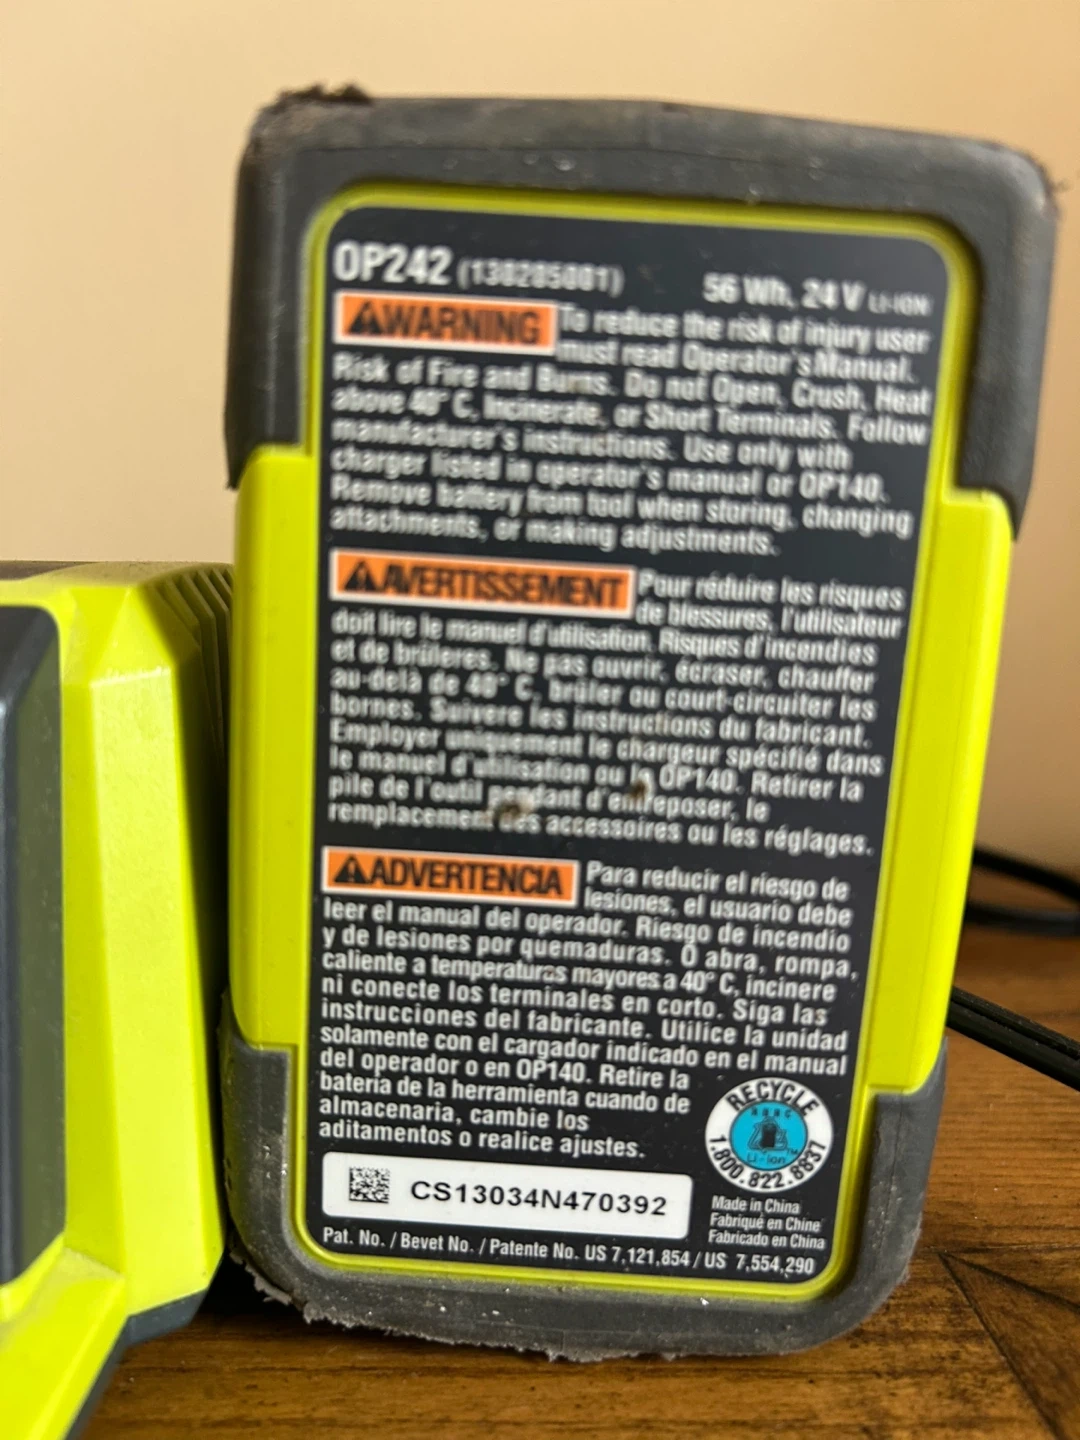 OP242 (130205001) 56 Wh, 24 V LI-ION
WARNING To reduce the risk of injury user
must read Operator's Manual.
Risk of Fire and Burns. Do not Open, Crush, Heat
above 40° C, Incinerate, or Short Terminals. Follow
manufacturer's instructions. Use only with
charger listed in operator's manual or OP140.
Remove battery from tool when storing, changing
attachments, or making adjustments.
AVERTISSEMENT Pour réduire les risques
de blessures, l'utilisateur
doit lire le manuel d'utilisation. Risques d'incendies
et de brûleres. Ne pas ouvrir, écraser, chauffer
au-delà de 40° C, brûler ou court-circuiter les
bornes. Suivere les instructions du fabricant.
Employer uniquement le chargeur spécifié dans
le manuel d'utilisation ou la OP140. Retirer la
pile de l'outil pendant d'entreposer, le
remplacement des accessoires ou les réglages.
ADVERTENCIA Para reducir el riesgo de
lesiones, el usuario debe
leer el manual del operador. Riesgo de incendio
y de lesiones por quemaduras. O abra, rompa,
caliente a temperaturas mayores a 40° C, incinere
ni conecte los terminales en corto. Siga las
instrucciones del fabricante. Utilice la unidad
solamente con el cargador indicado en el manual
del operador o en OP140. Retire la
batería de la herramienta cuando de
almacenaria, cambie los
aditamentos o realice ajustes.
RECYCLE
RBRC
Li-ion
1.800.822.8837
CS13034N470392
Made in China
Fabriqué en Chine
Fabricado en China
Pat. No. / Bevet No. / Patente No. US 7,121,854 / US 7,554,290